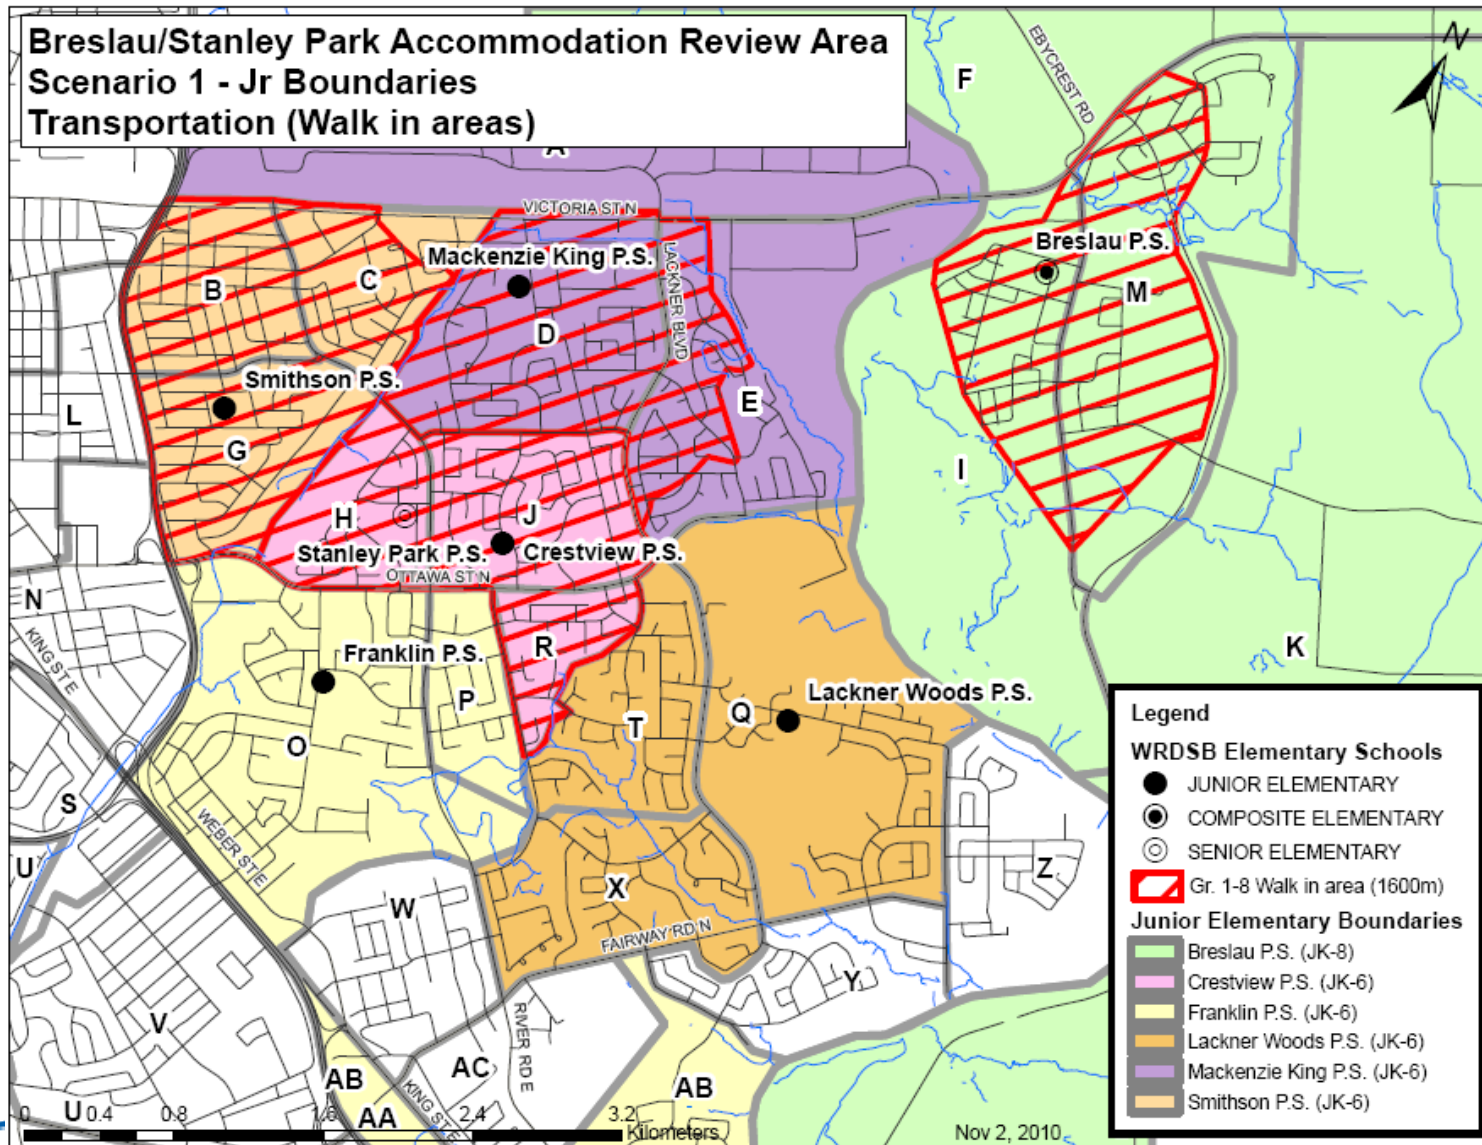 Breslau/Stanley Park Accommodation Review Area
Scenario 1 - Jr Boundaries
Transportation (Walk in areas)
N
F
EBYCREST RD
A
VICTORIA ST N
Mackenzie King P.S.
LACKNER BLVD
Breslau P.S.
B
C
M
D
Smithson P.S.
L
E
G
I
H
J
Stanley Park P.S.
Crestview P.S.
OTTAWA ST N
N
KING ST E
R
K
Franklin P.S.
P
Lackner Woods P.S.
Q
T
O
S
WEBER ST E
U
X
Z
W
FAIRWAY RD N
Y
V
RIVER RD E
AC
AB
AB
KING ST E
AA
U
0 0.4 0.8 1.6 2.4 3.2
Kilometers
Nov 2, 2010
Legend
WRDSB Elementary Schools
JUNIOR ELEMENTARY
COMPOSITE ELEMENTARY
SENIOR ELEMENTARY
Gr. 1-8 Walk in area (1600m)
Junior Elementary Boundaries
Breslau P.S. (JK-8)
Crestview P.S. (JK-6)
Franklin P.S. (JK-6)
Lackner Woods P.S. (JK-6)
Mackenzie King P.S. (JK-6)
Smithson P.S. (JK-6)